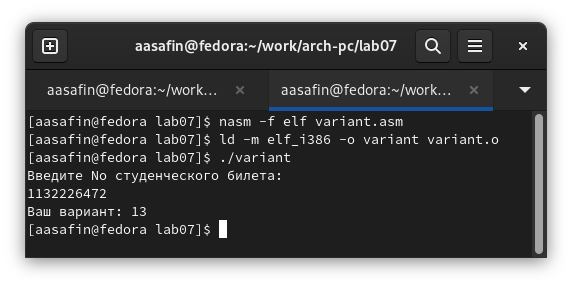 aasafin@fedora:~/work/arch-pc/lab07
aasafin@fedora:~/work...
aasafin@fedora:~/work...
[aasafin@fedora lab07]$ nasm -f elf variant.asm
[aasafin@fedora lab07]$ ld -m elf_i386 -o variant variant.o
[aasafin@fedora lab07]$ ./variant
Введите No студенческого билета:
1132226472
Ваш вариант: 13
[aasafin@fedora lab07]$